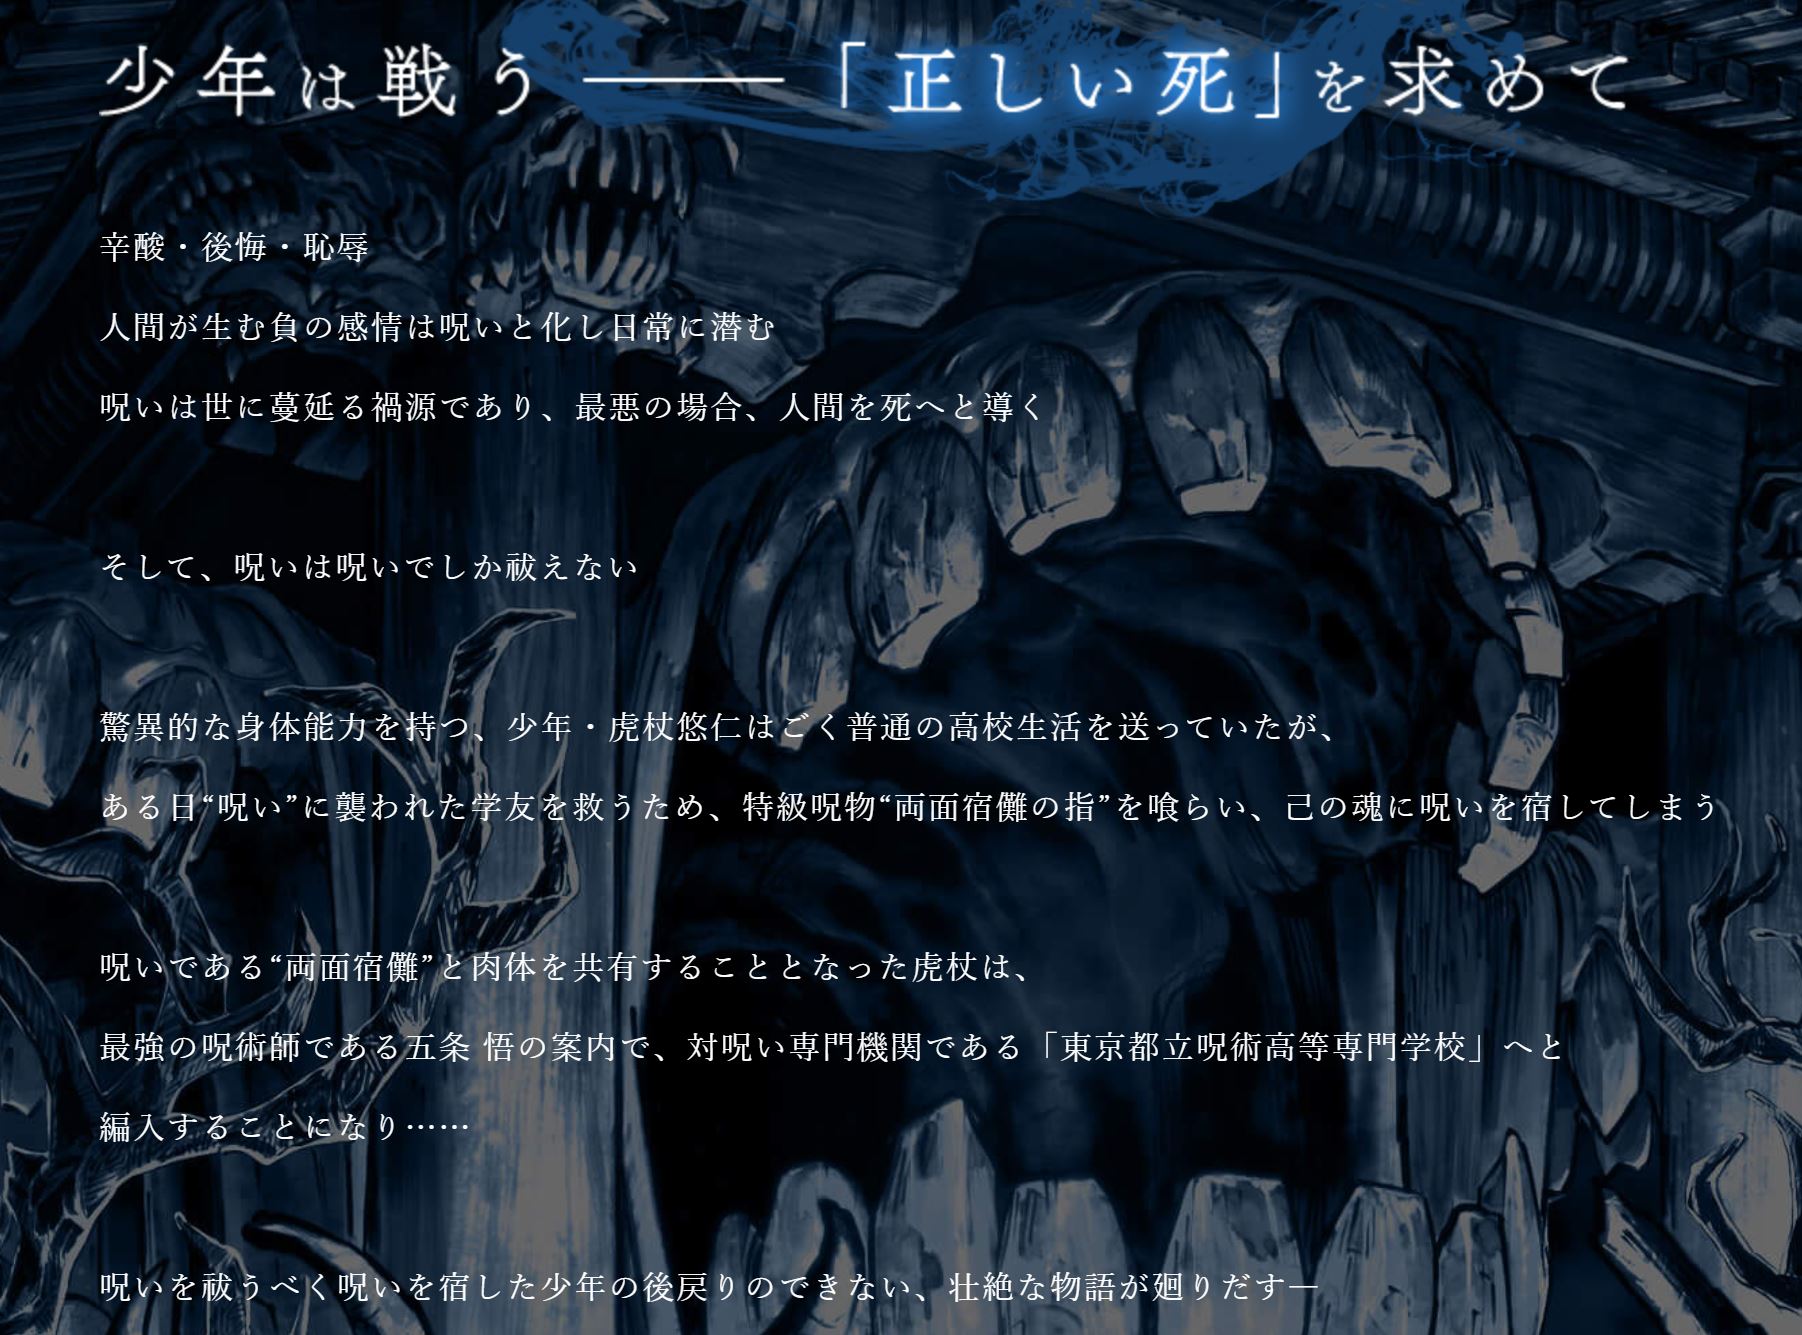 少年は戦う――「正しい死」を求めて
辛酸・後悔・恥辱
人間が生む負の感情は呪いと化し日常に潜む
呪いは世に蔓延る禍源であり、最悪の場合、人間を死へと導く
そして、呪いは呪いでしか祓えない
驚異的な身体能力を持つ、少年・虎杖悠仁はごく普通の高校生活を送っていたが、
ある日“呪い”に襲われた学友を救うため、特級呪物“両面宿儺の指”を喰らい、己の魂に呪いを宿してしまう
呪いである“両面宿儺”と肉体を共有することとなった虎杖は、
最強の呪術師である五条 悟の案内で、対呪い専門機関である「東京都立呪術高等専門学校」へと
編入することになり……
呪いを祓うべく呪いを宿した少年の後戻りのできない、壮絶な物語が廻りだす―